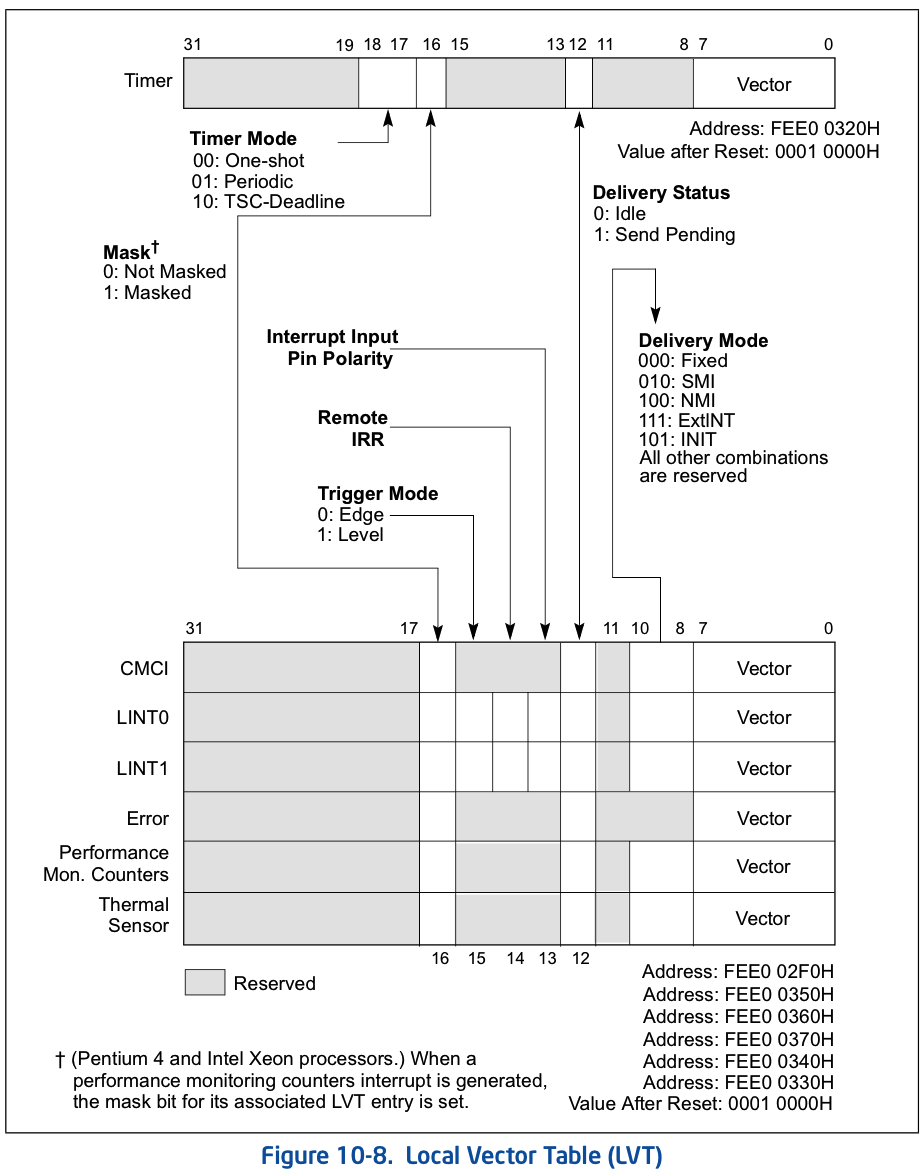 31 19 18 17 16 15 13 12 11 8 7 0
Timer Vector
Address: FEE0 0320H
Value after Reset: 0001 0000H
Timer Mode
00: One-shot
01: Periodic
10: TSC-Deadline
Delivery Status
0: Idle
1: Send Pending
Mask†
0: Not Masked
1: Masked
Interrupt Input
Pin Polarity
Delivery Mode
000: Fixed
010: SMI
100: NMI
111: ExtlNT
101: INIT
All other combinations
are reserved
Remote
IRR
Trigger Mode
0: Edge
1: Level
31 17 11 10 8 7 0
CMCI Vector
LINT0 Vector
LINT1 Vector
Error Vector
Performance
Mon. Counters Vector
Thermal
Sensor Vector
16 15 14 13 12
Reserved
Address: FEE0 02F0H
Address: FEE0 0350H
Address: FEE0 0360H
Address: FEE0 0370H
Address: FEE0 0340H
Address: FEE0 0330H
Value After Reset: 0001 0000H
† (Pentium 4 and Intel Xeon processors.) When a
performance monitoring counters interrupt is generated,
the mask bit for its associated LVT entry is set.
Figure 10-8. Local Vector Table (LVT)